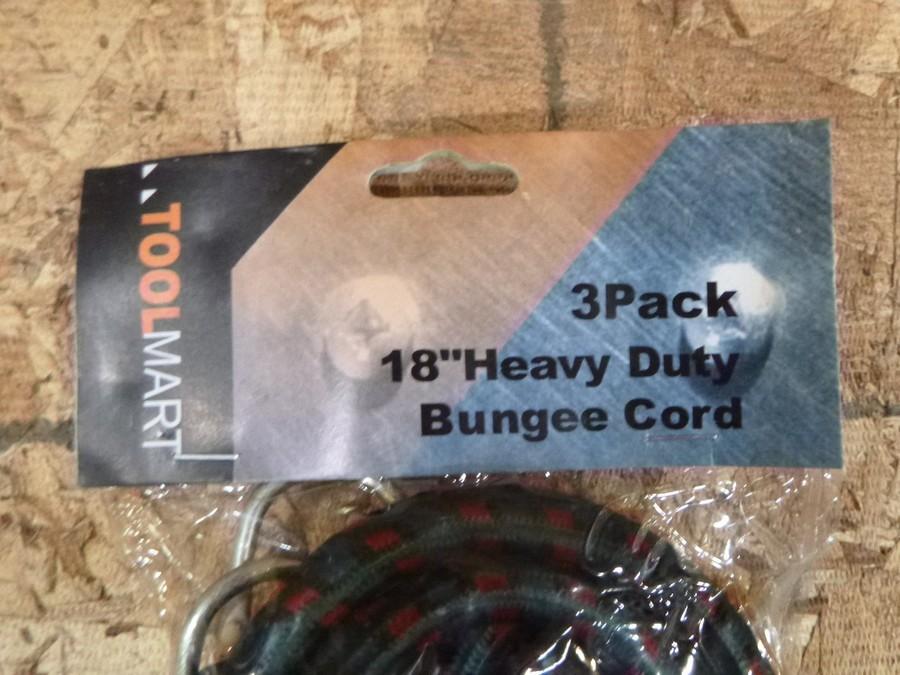 TOOLMART
3Pack
18"Heavy Duty
Bungee Cord